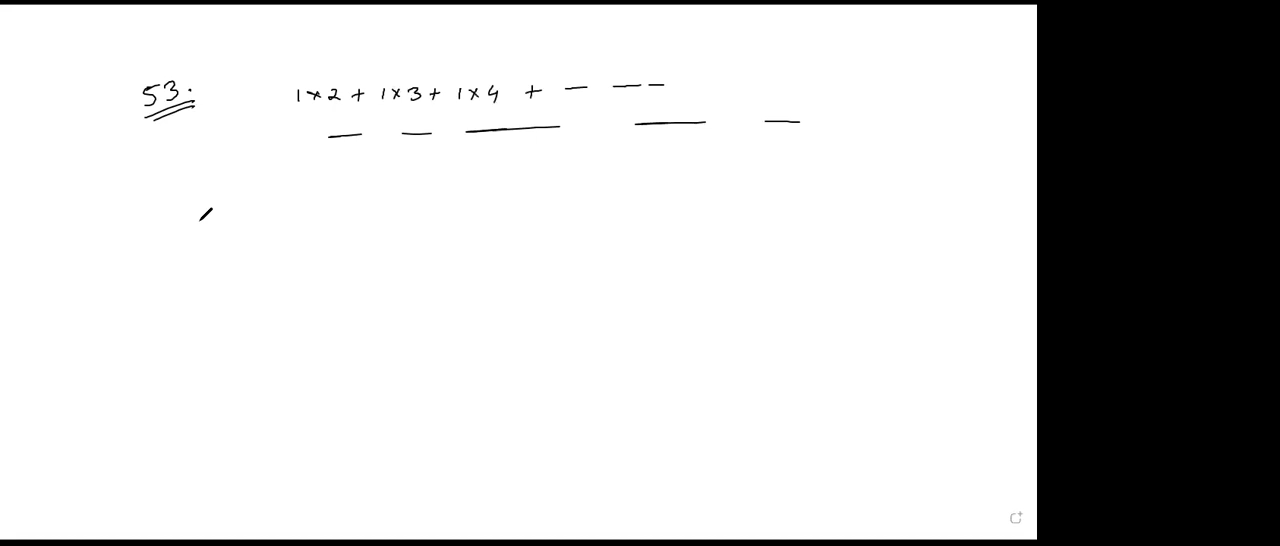 53. 1×2 + 1×3 + 1×4 + — — —
— — — — —